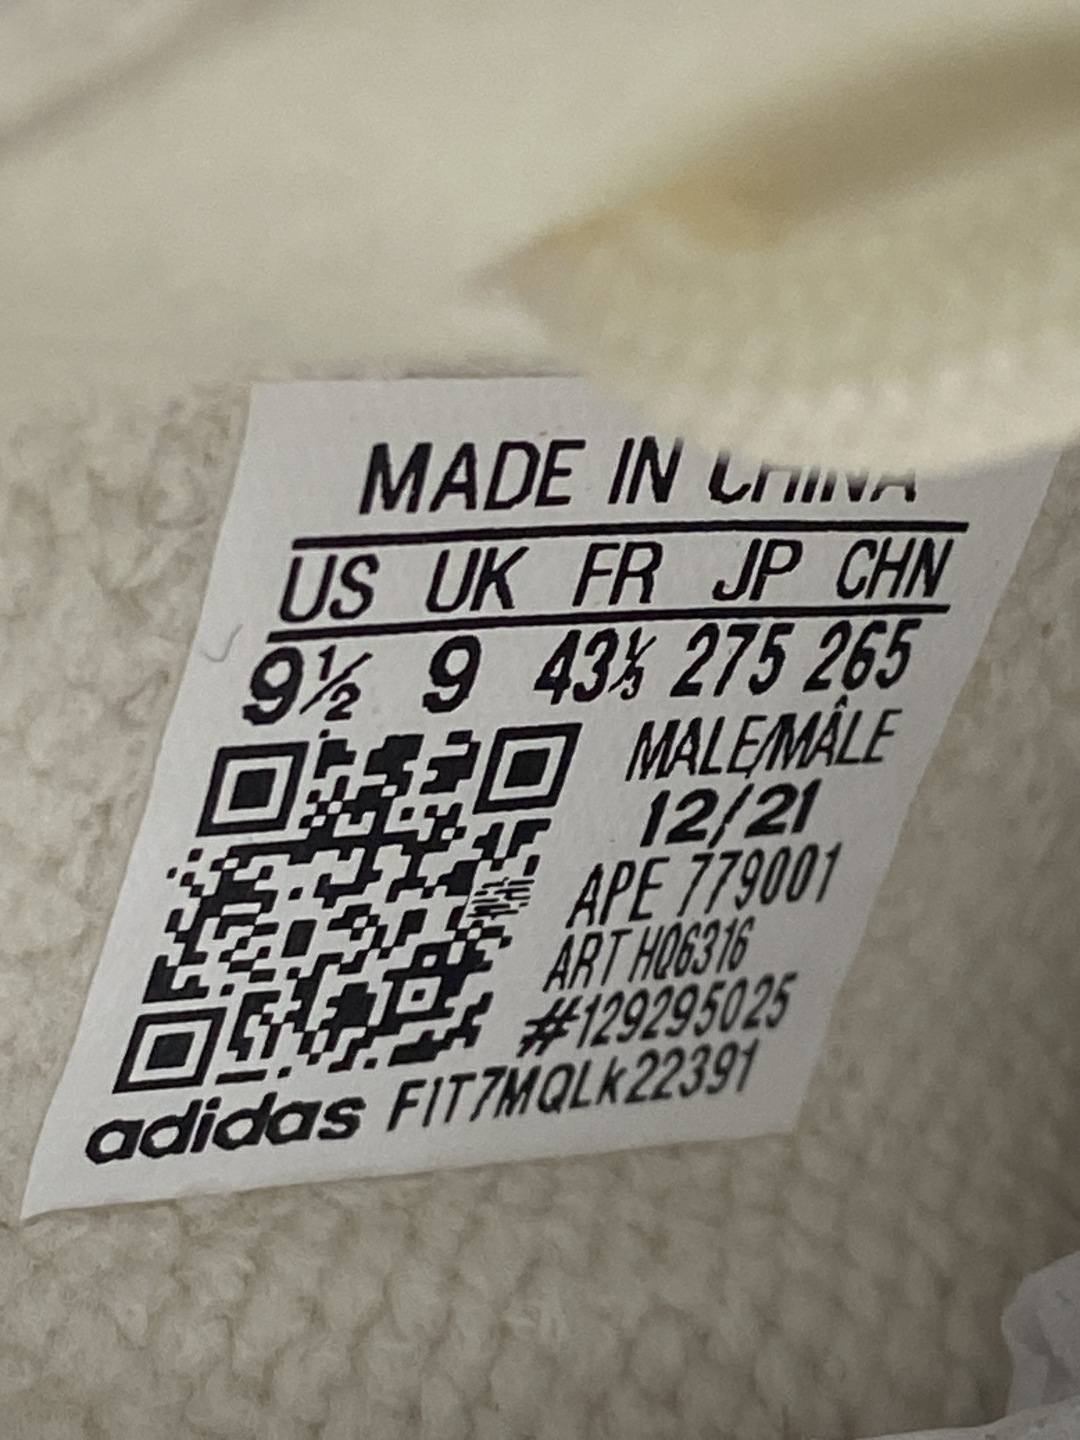 MADE IN CHINA
US UK FR JP CHN
9½ 9 43⅓ 275 265
MALE/MÂLE
12/21
APE 779001
ART HQ6316
#129295025
adidas FIT7MQLk22391